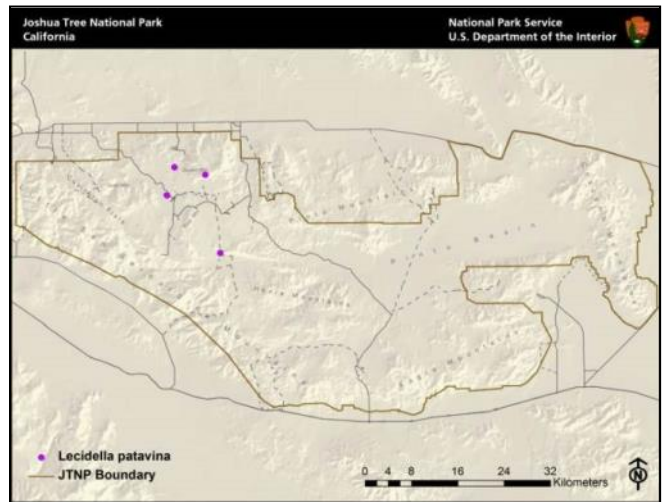 Joshua Tree National Park
California
National Park Service
U.S. Department of the Interior
Lecidella patavina
JTNP Boundary
0 4 8 16 24 32
Kilometers
N